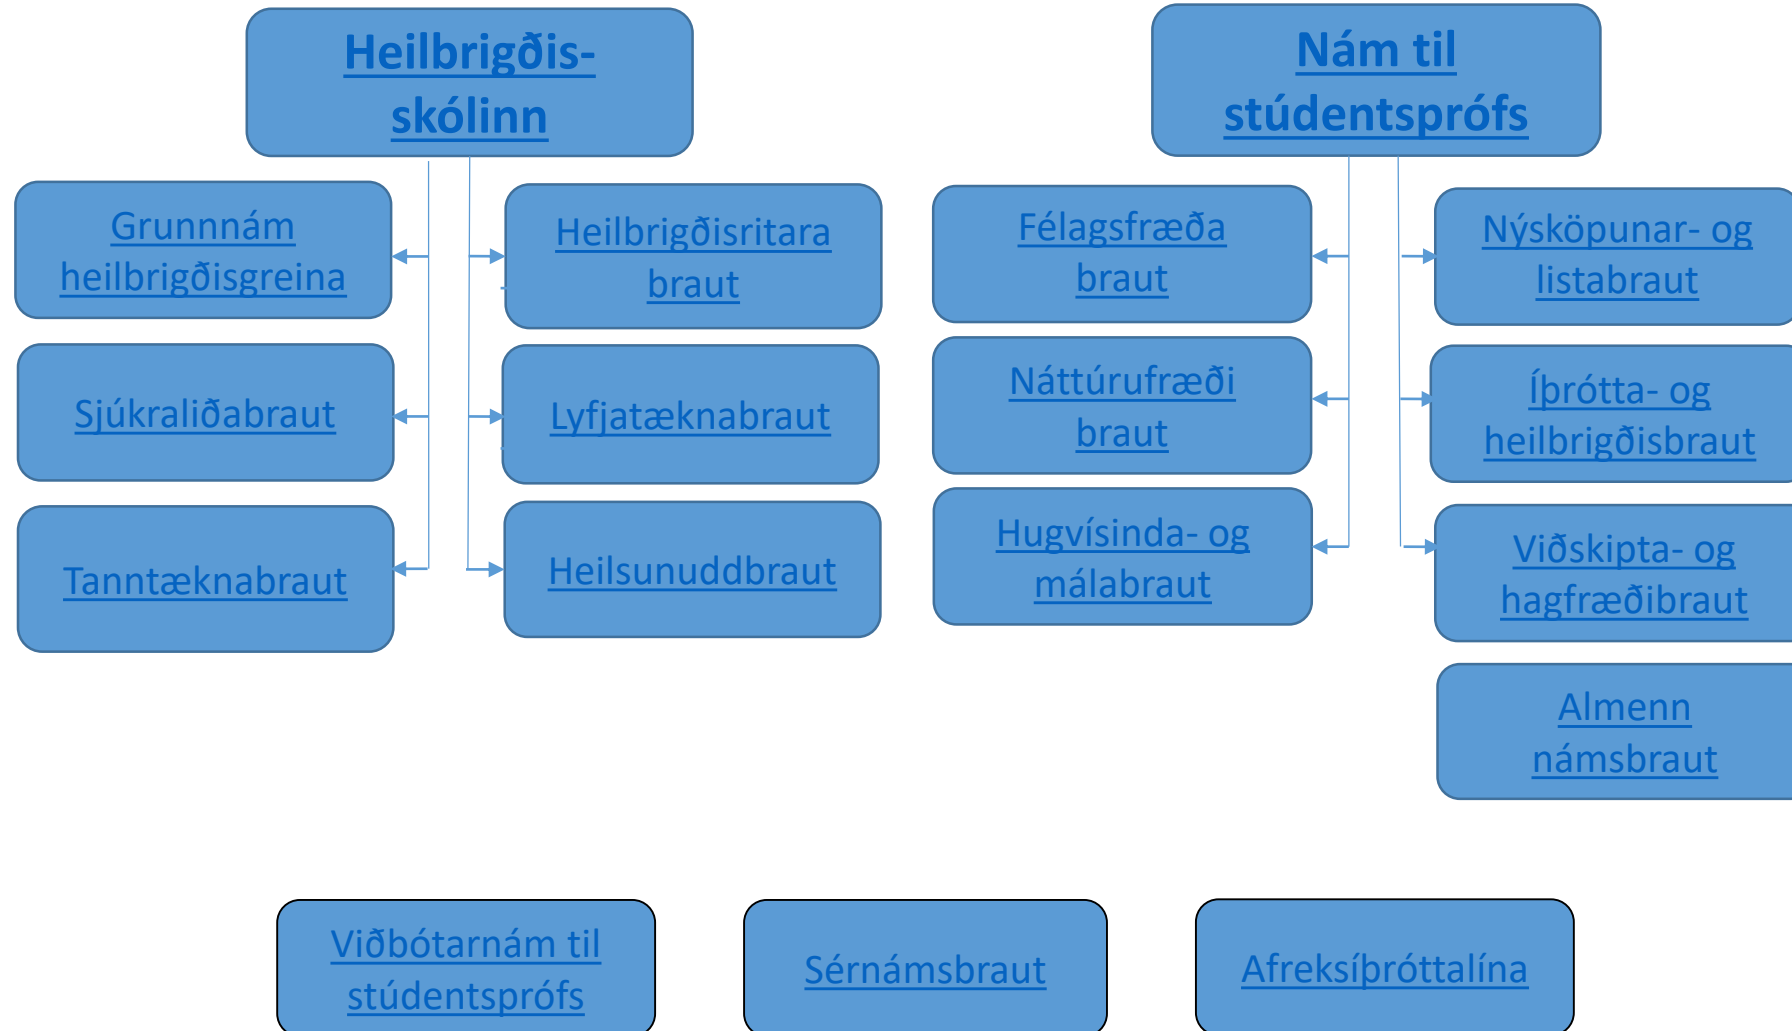 Heilbrigðis-
skólinn
Grunnnám
heilbrigðisgreina
Heilbrigðisritara
braut
Sjúkraliðabraut
Lyfjatæknabraut
Tanntæknabraut
Heilsunuddbraut
Nám til
stúdentsprófs
Félagsfræða
braut
Nýsköpunar- og
listabraut
Náttúrufræði
braut
Íþrótta- og
heilbrigðisbraut
Hugvísinda- og
málabraut
Viðskipta- og
hagfræðibraut
Almenn
námsbraut
Viðbótarnám til
stúdentsprófs
Sérnámsbraut
Afreksíþróttalína